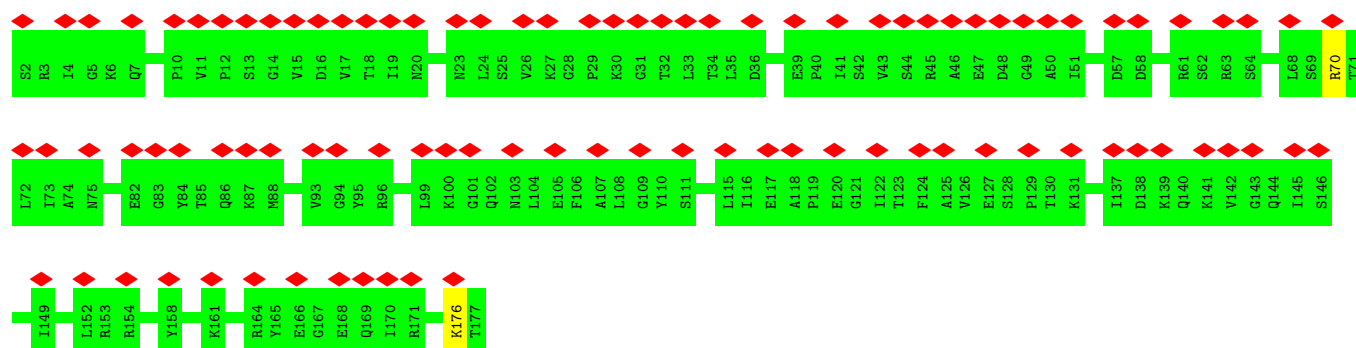 S2 R3 I4 G5 K6 Q7 P10 V11 P12 S13 G14 V15 D16 V17 T18 I19 N20 N23 L24 S25 V26 K27 G28 P29 K30 G31 T32 L33 T34 L35 D36 E39 P40 I41 S42 V43 S44 R45 A46 E47 D48 G49 A50 I51 D57 D58 R61 S62 R63 S64 L68 S69 R70 T71
L72 I73 A74 N75 E82 G83 Y84 T85 Q86 K87 M88 V93 G94 Y95 R96 L99 K100 G101 Q102 N103 L104 E105 F106 A107 L108 G109 Y110 S111 L115 I116 E117 A118 P119 E120 G121 I122 T123 F124 A125 V126 E127 S128 P129 T130 K131 I137 D138 K139 Q140 K141 V142 G143 Q144 I145 S146
I149 L152 R153 R154 Y158 K161 R164 Y165 E166 G167 E168 Q169 I170 R171 K176 T177